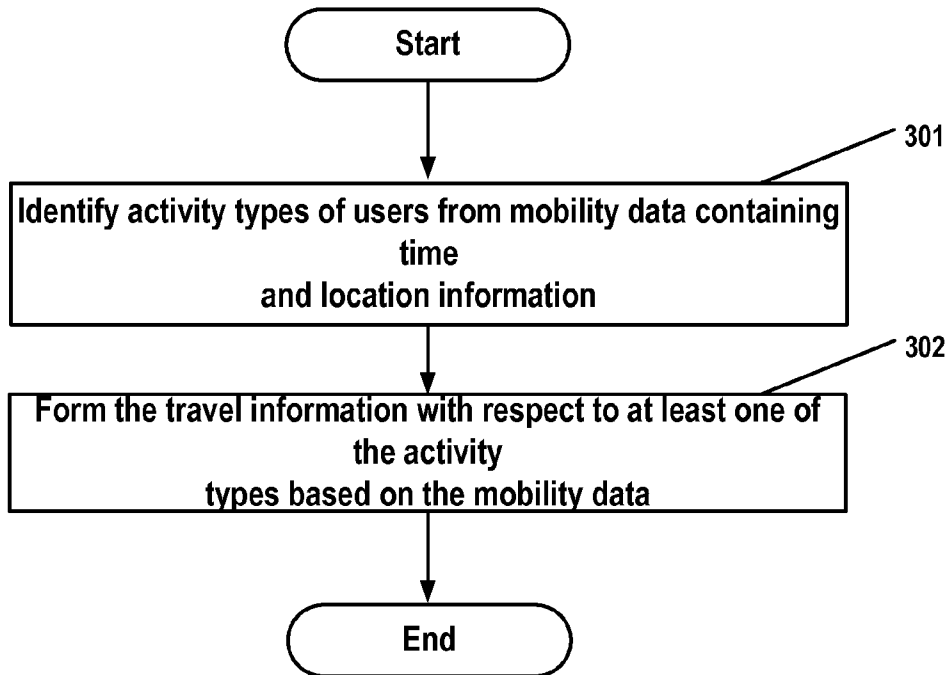 Start
301
Identify activity types of users from mobility data containing
time
and location information
302
Form the travel information with respect to at least one of
the activity
types based on the mobility data
End